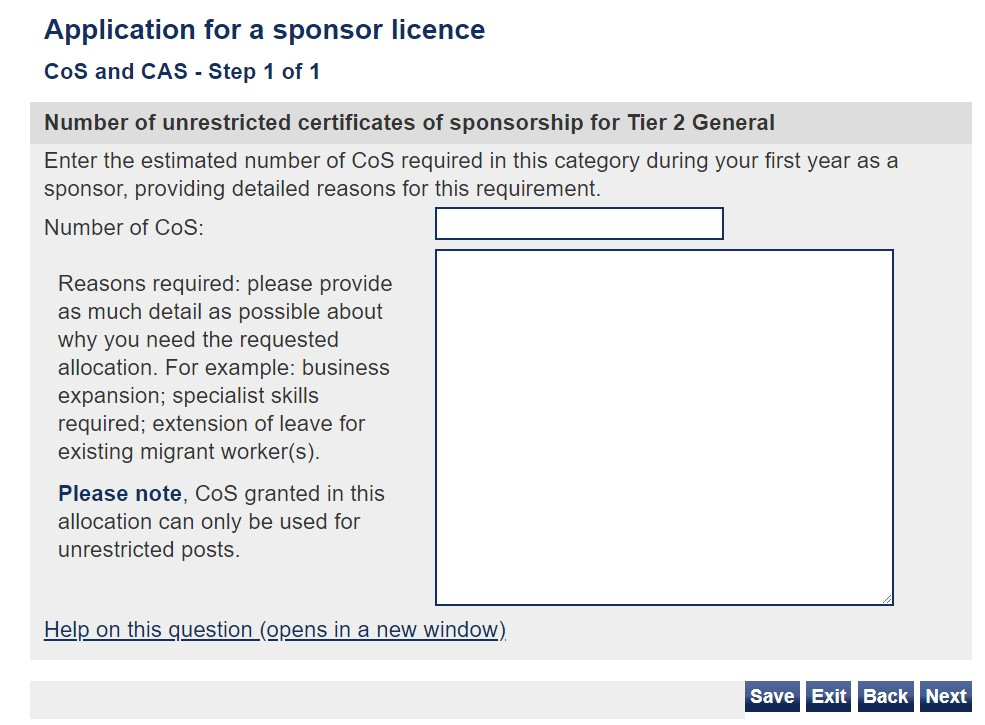 Application for a sponsor licence
CoS and CAS - Step 1 of 1
Number of unrestricted certificates of sponsorship for Tier 2 General
Enter the estimated number of CoS required in this category during your first year as a
sponsor, providing detailed reasons for this requirement.
Number of CoS:
Reasons required: please provide
as much detail as possible about
why you need the requested
allocation. For example: business
expansion; specialist skills
required; extension of leave for
existing migrant worker(s).
Please note, CoS granted in this
allocation can only be used for
unrestricted posts.
Help on this question (opens in a new window)
Save Exit Back Next